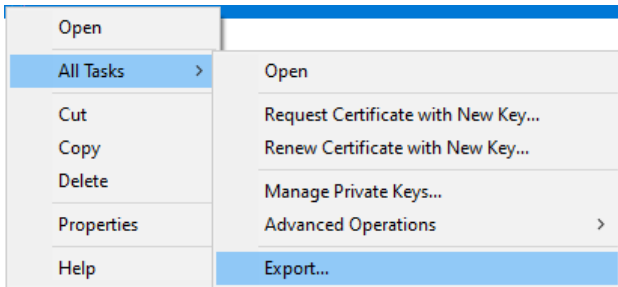 Open
All Tasks >
Cut
Copy
Delete
Properties
Help
Open
Request Certificate with New Key...
Renew Certificate with New Key...
Manage Private Keys...
Advanced Operations >
Export...